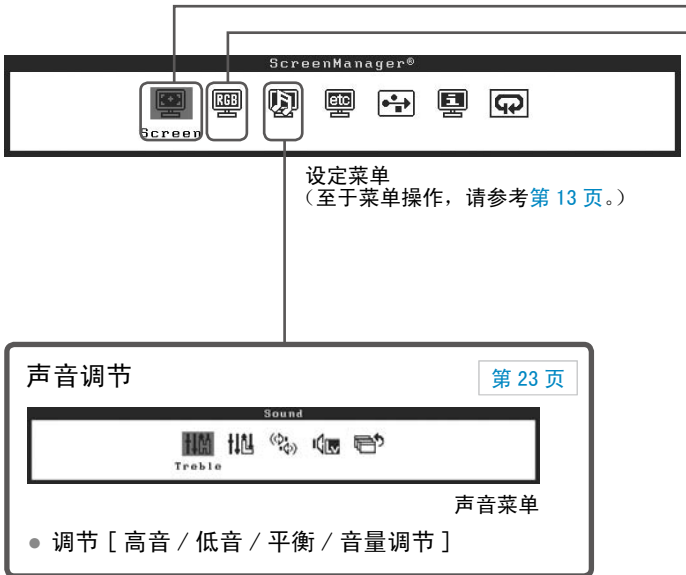 ScreenManager®
RGB
etc
Screen
设定菜单
(至于菜单操作，请参考第 13 页。)
声音调节
第 23 页
Sound
Lv
Treble
声音菜单
● 调节 [ 高音 / 低音 / 平衡 / 音量调节 ]